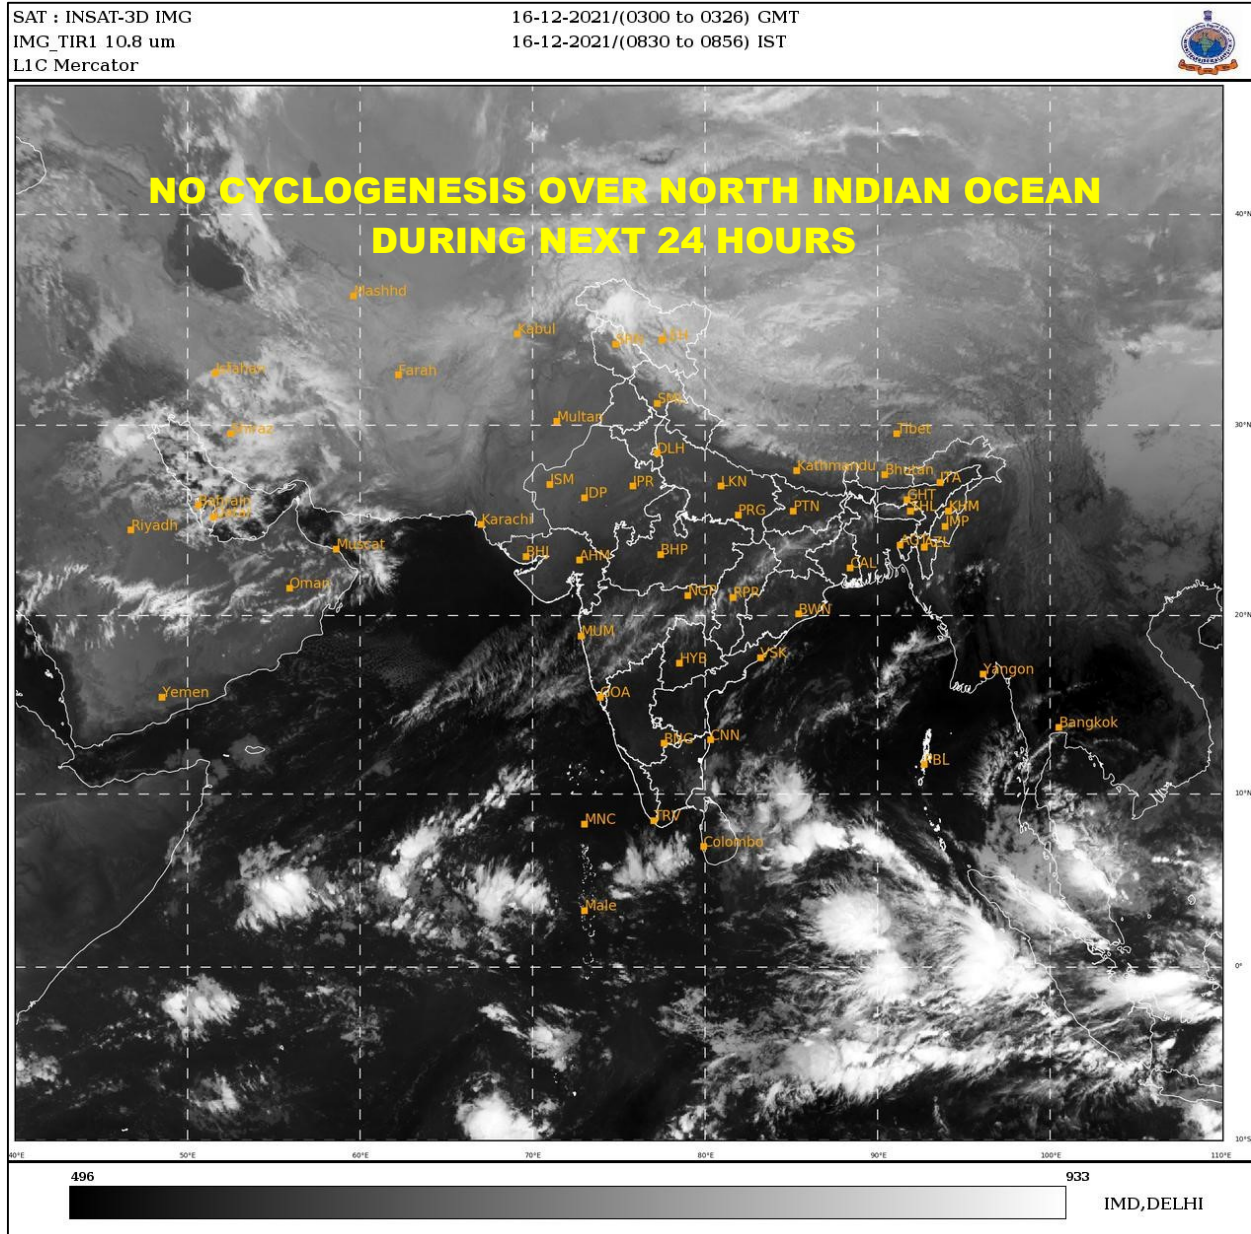 SAT : INSAT-3D IMG
16-12-2021/(0300 to 0326) GMT
IMG_TIR1 10.8 um
16-12-2021/(0830 to 0856) IST
L1C Mercator
NO CYCLOGENESIS OVER NORTH INDIAN OCEAN
DURING NEXT 24 HOURS
40°N
Mashhd
Kabul
SRN
LEH
Isfahan
Farah
SML
Multan
Shiraz
Tibet
30°N
DLH
Kathmandu
Bhutan
ITA
JSM
JDP
JPR
LKN
Bahrain
GHT
SHL
KHM
PRG
PTN
Riyadh
Karachi
IMP
Muscat
BHJ
AHM
BHP
AGT
AZL
CAL
Oman
NGP
RPR
BWN
20°N
MUM
HYB
VSK
Yangon
Yemen
GOA
Bangkok
BNG
CNN
PBL
10°N
MNC
TRV
Colombo
Male
0°
10°S
40°E
50°E
60°E
70°E
80°E
90°E
100°E
110°E
496
933
IMD,DELHI